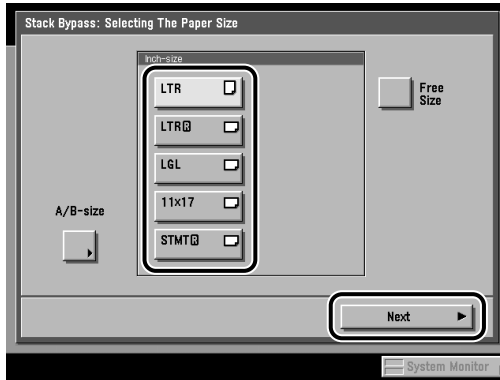 Stack Bypass: Selecting The Paper Size
Inch-size
LTR
LTRR
LGL
11x17
STMTR
Free
Size
A/B-size
Next
System Monitor